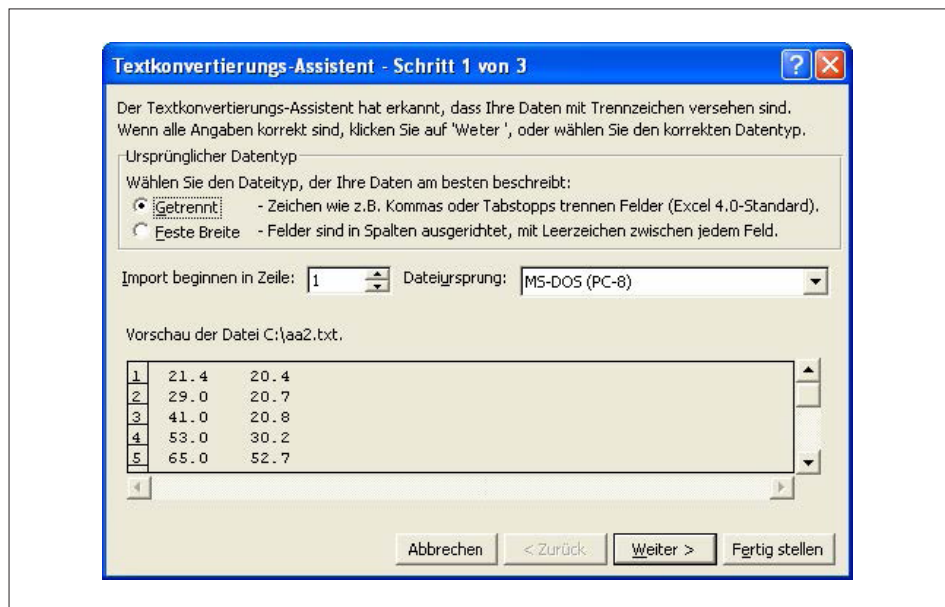 Textkonvertierungs-Assistent - Schritt 1 von 3
Der Textkonvertierungs-Assistent hat erkannt, dass Ihre Daten mit Trennzeichen versehen sind.
Wenn alle Angaben korrekt sind, klicken Sie auf 'Weter ', oder wählen Sie den korrekten Datentyp.
Ursprünglicher Datentyp
Wählen Sie den Dateityp, der Ihre Daten am besten beschreibt:
Getrennt - Zeichen wie z.B. Kommas oder Tabstopps trennen Felder (Excel 4.0-Standard).
Feste Breite - Felder sind in Spalten ausgerichtet, mit Leerzeichen zwischen jedem Feld.
Import beginnen in Zeile: 1 Dateiursprung: MS-DOS (PC-8)
Vorschau der Datei C:\aa2.txt.
1 21.4 20.4
2 29.0 20.7
3 41.0 20.8
4 53.0 30.2
5 65.0 52.7
Abbrechen < Zurück Weiter > Fertig stellen